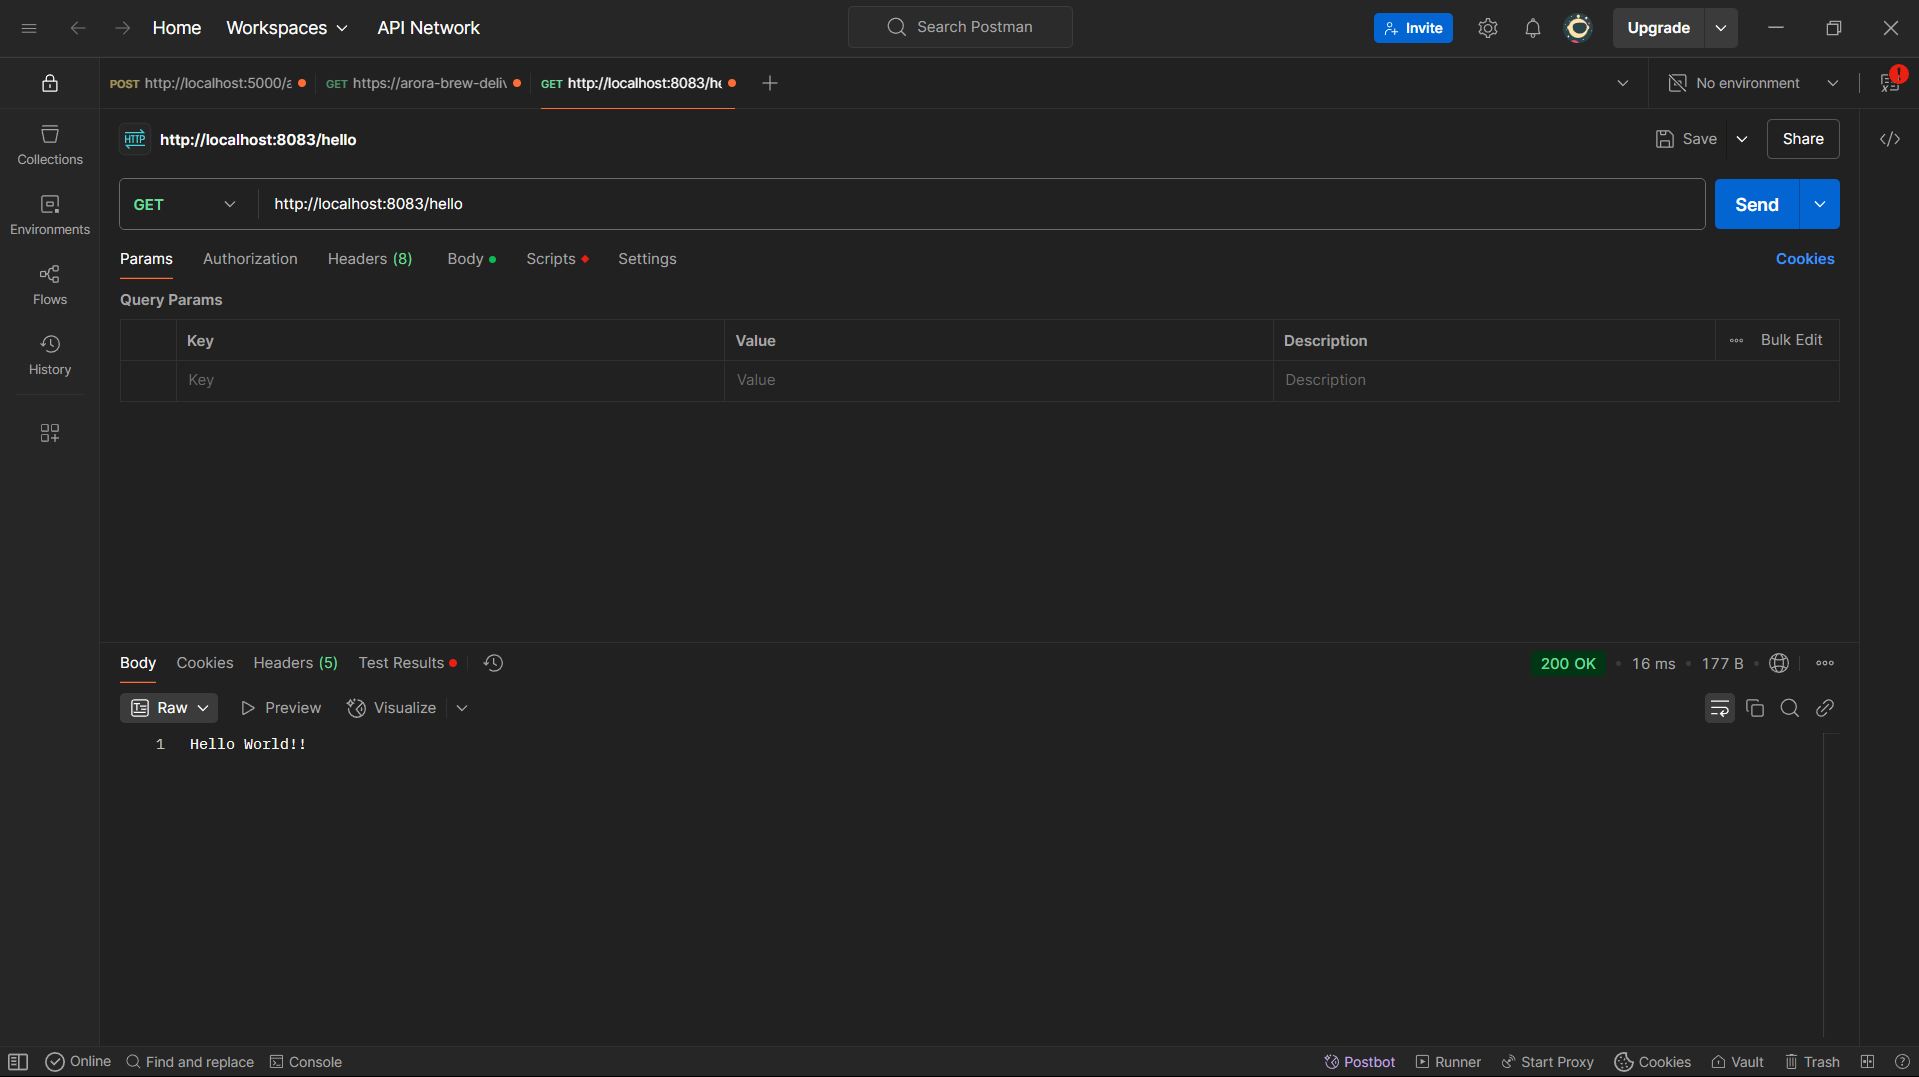 Home Workspaces API Network Search Postman Invite Upgrade
POST http://localhost:5000/a GET https://arora-brew-deliv GET http://localhost:8083/he No environment
HTTP http://localhost:8083/hello Save Share
Collections
Environments
Flows
History
GET http://localhost:8083/hello Send
Params Authorization Headers (8) Body Scripts Settings Cookies
Query Params
Key Value Description Bulk Edit
Key Value Description
Body Cookies Headers (5) Test Results 200 OK 16 ms 177 B
Raw Preview Visualize
1 Hello World!!
Online Find and replace Console Postbot Runner Start Proxy Cookies Vault Trash